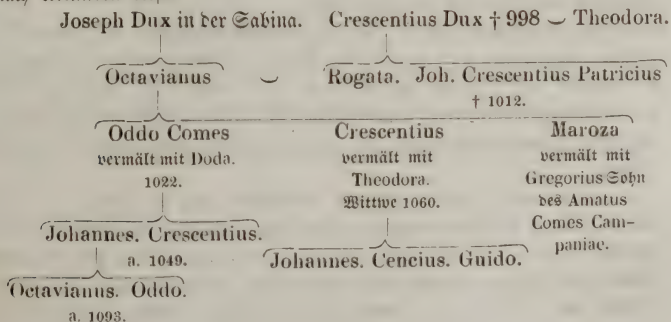 Joseph Dux in der Sabina. Crescentius Dux † 998 ⌣ Theodora.
Octavianus ⌣ Rogata. Joh. Crescentius Patricius
† 1012.
Oddo Comes Crescentius Maroza
vermält mit Doda. vermält mit vermält mit
1022. Theodora. Gregorius Sohn
Wittwe 1060. des Amatus
Johannes. Crescentius. Comes Cam-
a. 1049. Johannes. Cencius. Guido. paniae.
Octavianus. Oddo.
a. 1093.